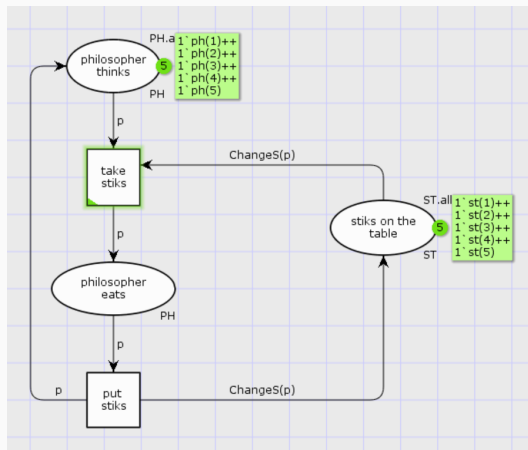 PH.a
philosopher
thinks
5
1`ph(1)++
1`ph(2)++
1`ph(3)++
1`ph(4)++
1`ph(5)
PH
p
ChangeS(p)
take
stiks
ST.all
stiks on the
table
5
1`st(1)++
1`st(2)++
1`st(3)++
1`st(4)++
1`st(5)
ST
p
philosopher
eats
PH
p
p
put
stiks
ChangeS(p)